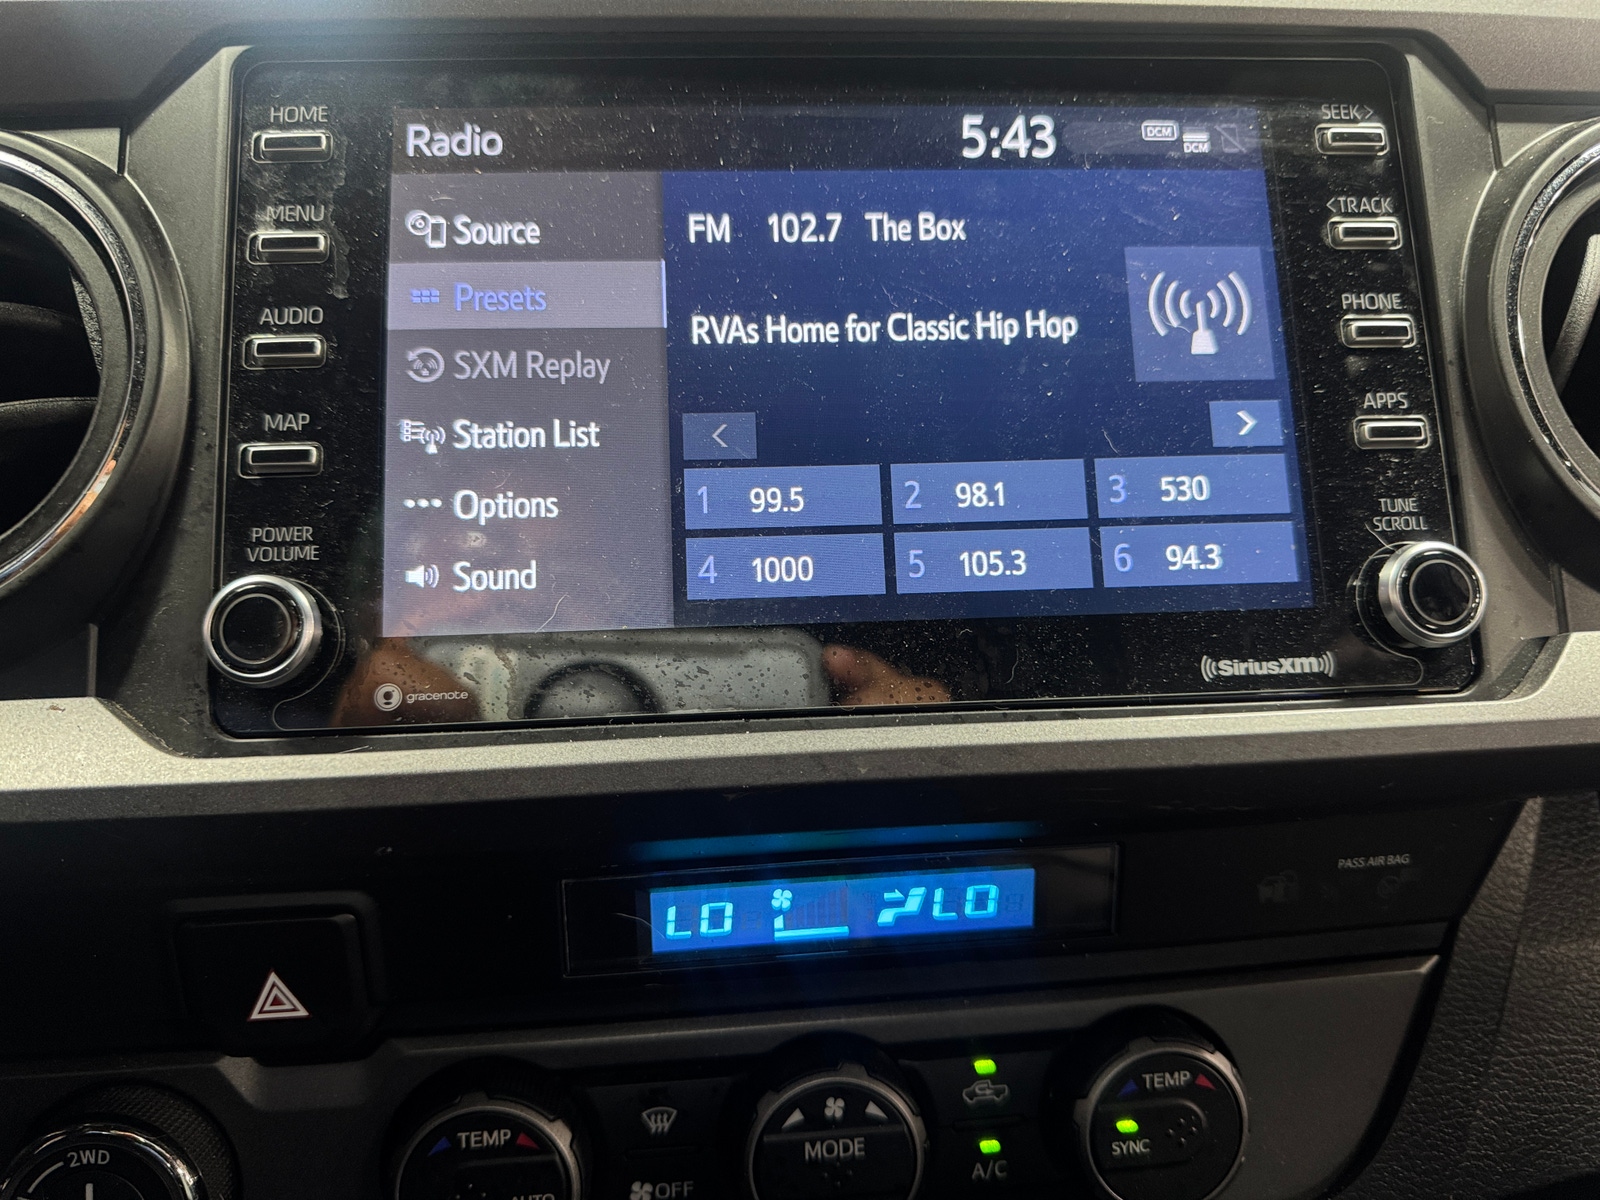 HOME
MENU
AUDIO
MAP
POWER
VOLUME
Radio
5:43
DCM
DCM
Source
Presets
SXM Replay
Station List
Options
Sound
FM 102.7 The Box
RVAs Home for Classic Hip Hop
<
>
1 99.5
2 98.1
3 530
4 1000
5 105.3
6 94.3
SEEK>
<TRACK
PHONE
APPS
TUNE
SCROLL
gracenote
((SiriusXM))
LO
LO
PASS AIR BAG
2WD
TEMP
AUTO
OFF
MODE
A/C
TEMP
SYNC